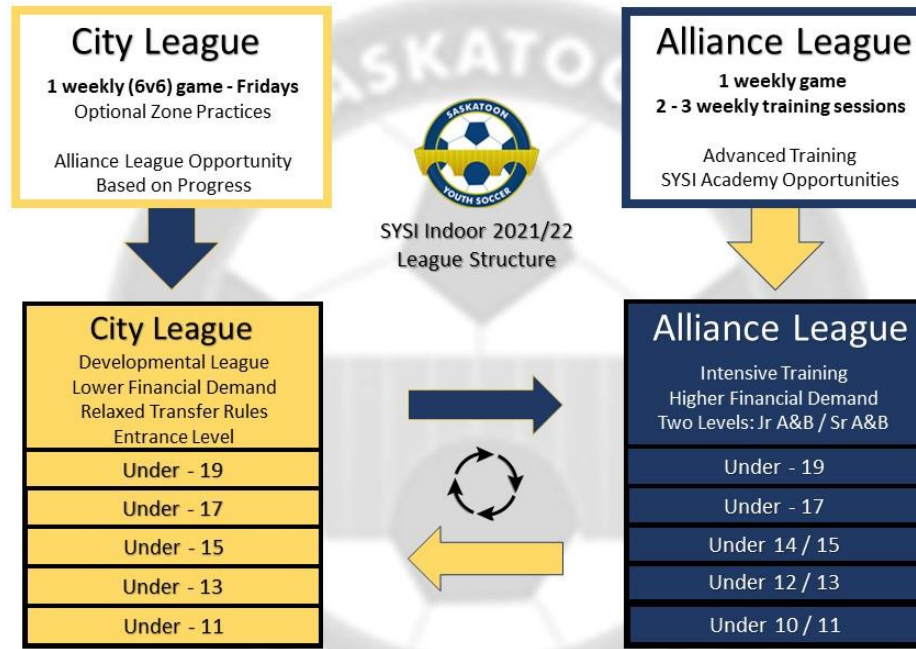 City League
1 weekly (6v6) game - Fridays
Optional Zone Practices
Alliance League Opportunity
Based on Progress
SASKATOON
SASKATOON
YOUTH SOCCER
SYSI Indoor 2021/22
League Structure
Alliance League
1 weekly game
2 - 3 weekly training sessions
Advanced Training
SYSI Academy Opportunities
City League
Developmental League
Lower Financial Demand
Relaxed Transfer Rules
Entrance Level
Under - 19
Under - 17
Under - 15
Under - 13
Under - 11
Alliance League
Intensive Training
Higher Financial Demand
Two Levels: Jr A&B / Sr A&B
Under - 19
Under - 17
Under 14 / 15
Under 12 / 13
Under 10 / 11